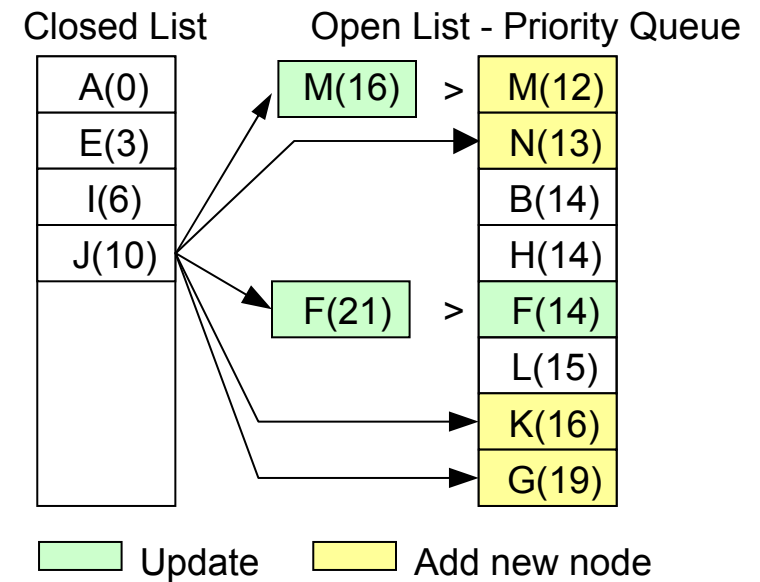 Closed List
Open List - Priority Queue
A(0)
M(16) > M(12)
E(3)
N(13)
I(6)
B(14)
J(10)
H(14)
F(21) > F(14)
L(15)
K(16)
G(19)
Update
Add new node